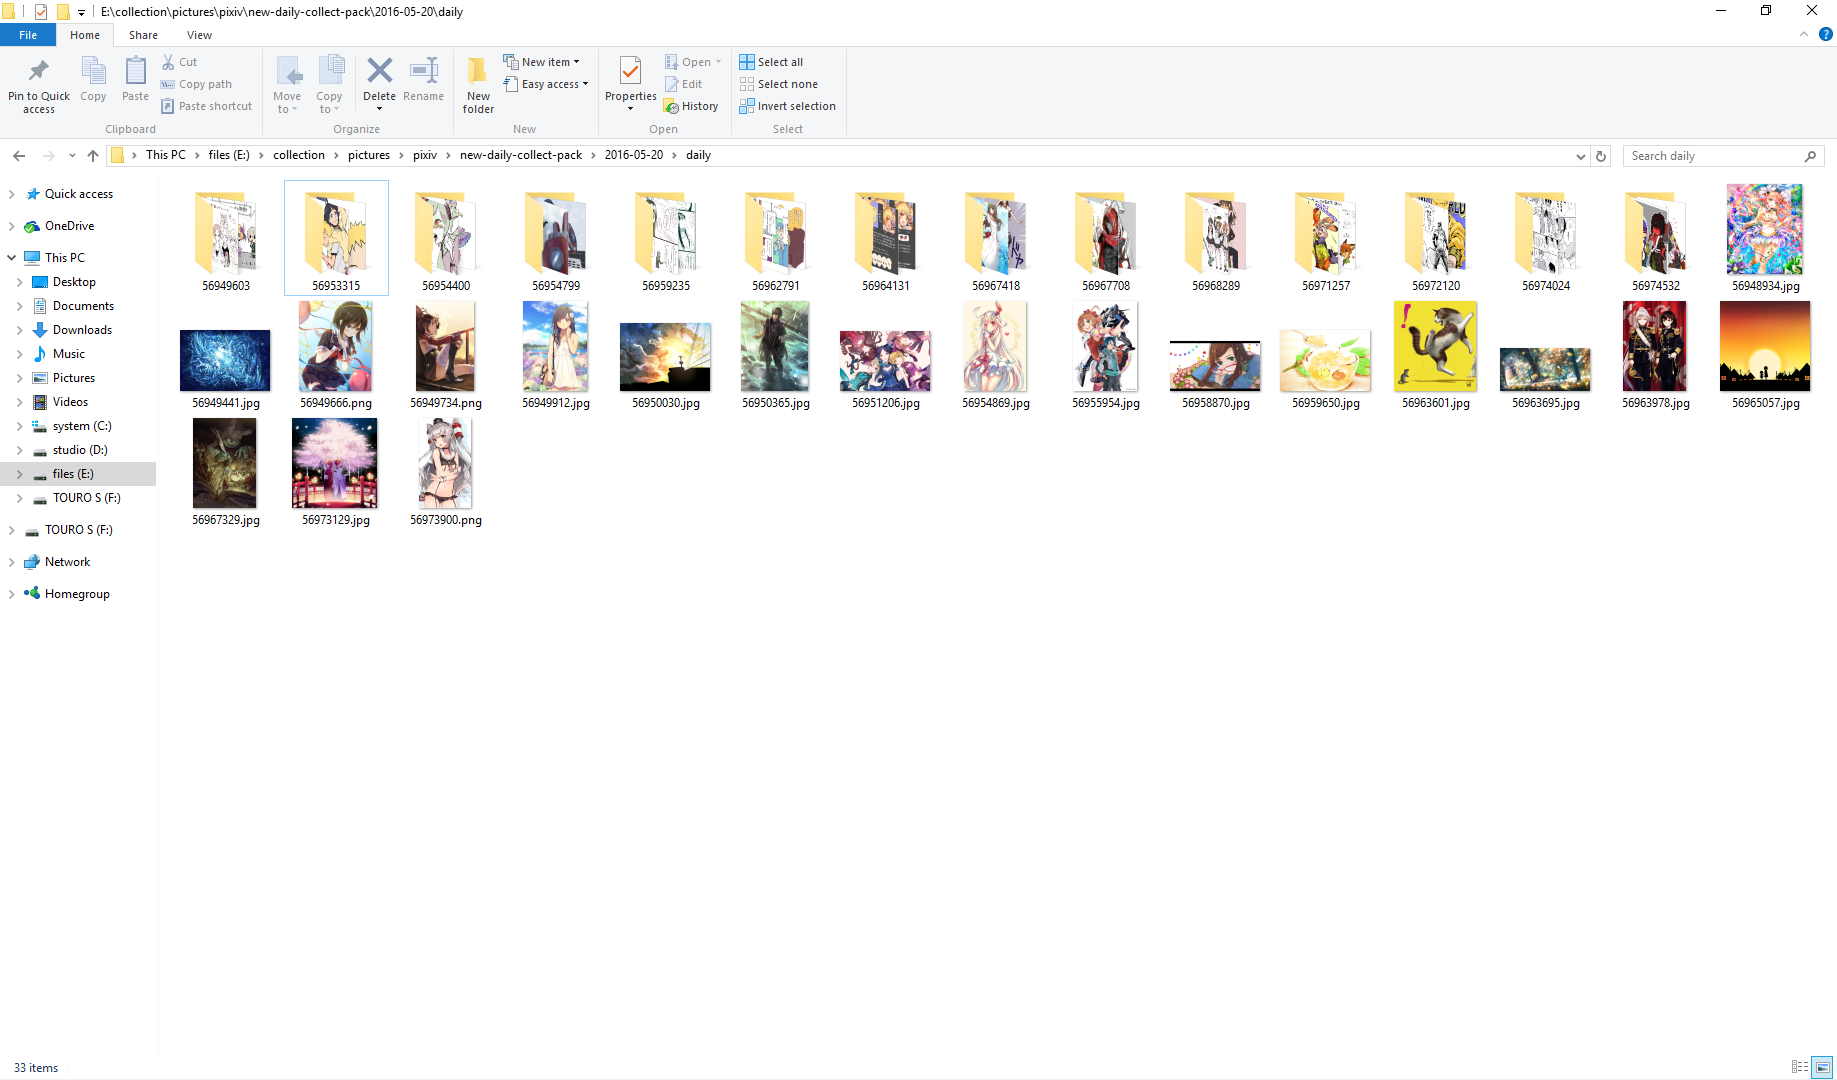 E:\collection\pictures\pixiv\new-daily-collect-pack\2016-05-20\daily
File Home Share View
Pin to Quick access
Copy
Paste
Cut
Copy path
Paste shortcut
Clipboard
Move to
Copy to
Delete
Rename
Organize
New folder
New item
Easy access
New
Properties
Open
Edit
History
Open
Select all
Select none
Invert selection
Select
This PC files (E:) collection pictures pixiv new-daily-collect-pack 2016-05-20 daily
Search daily
Quick access
OneDrive
This PC
Desktop
Documents
Downloads
Music
Pictures
Videos
system (C:)
studio (D:)
files (E:)
TOURO S (F:)
TOURO S (F:)
Network
Homegroup
56949603 56953315 56954400 56954799 56959235 56962791 56964131 56967418 56967708 56968289 56971257 56972120 56974024 56974532 56948934.jpg
56949441.jpg 56949666.png 56949734.png 56949912.jpg 56950030.jpg 56950365.jpg 56951206.jpg 56954869.jpg 56955954.jpg 56958870.jpg 56959650.jpg 56963601.jpg 56963695.jpg 56963978.jpg 56965057.jpg
56967329.jpg 56973129.jpg 56973900.png
33 items